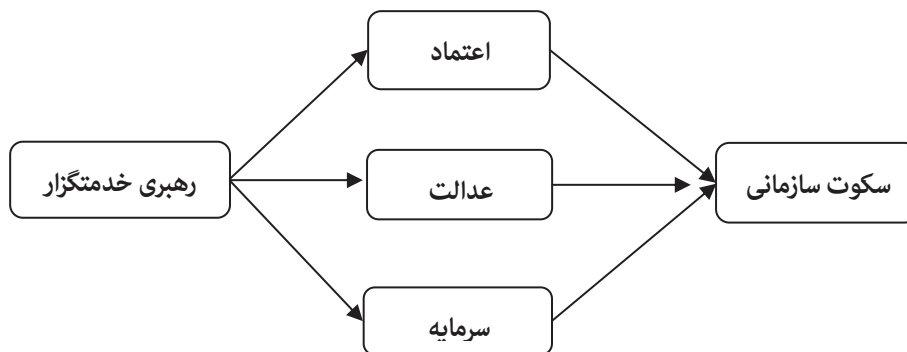 اعتماد
رهبری خدمتگزار
عدالت
سکوت سازمانی
سرمایه